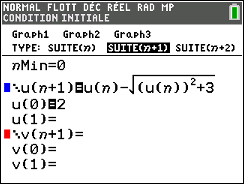 NORMAL FLOTT DÉC RÉEL RAD MP
CONDITION INITIALE
Graph1 Graph2 Graph3
TYPE: SUITE(n) SUITE(n+1) SUITE(n+2)
nMin=0
u(n+1)=u(n)-√((u(n))²+3)
u(0)=2
u(1)=
v(n+1)=
v(0)=
v(1)=